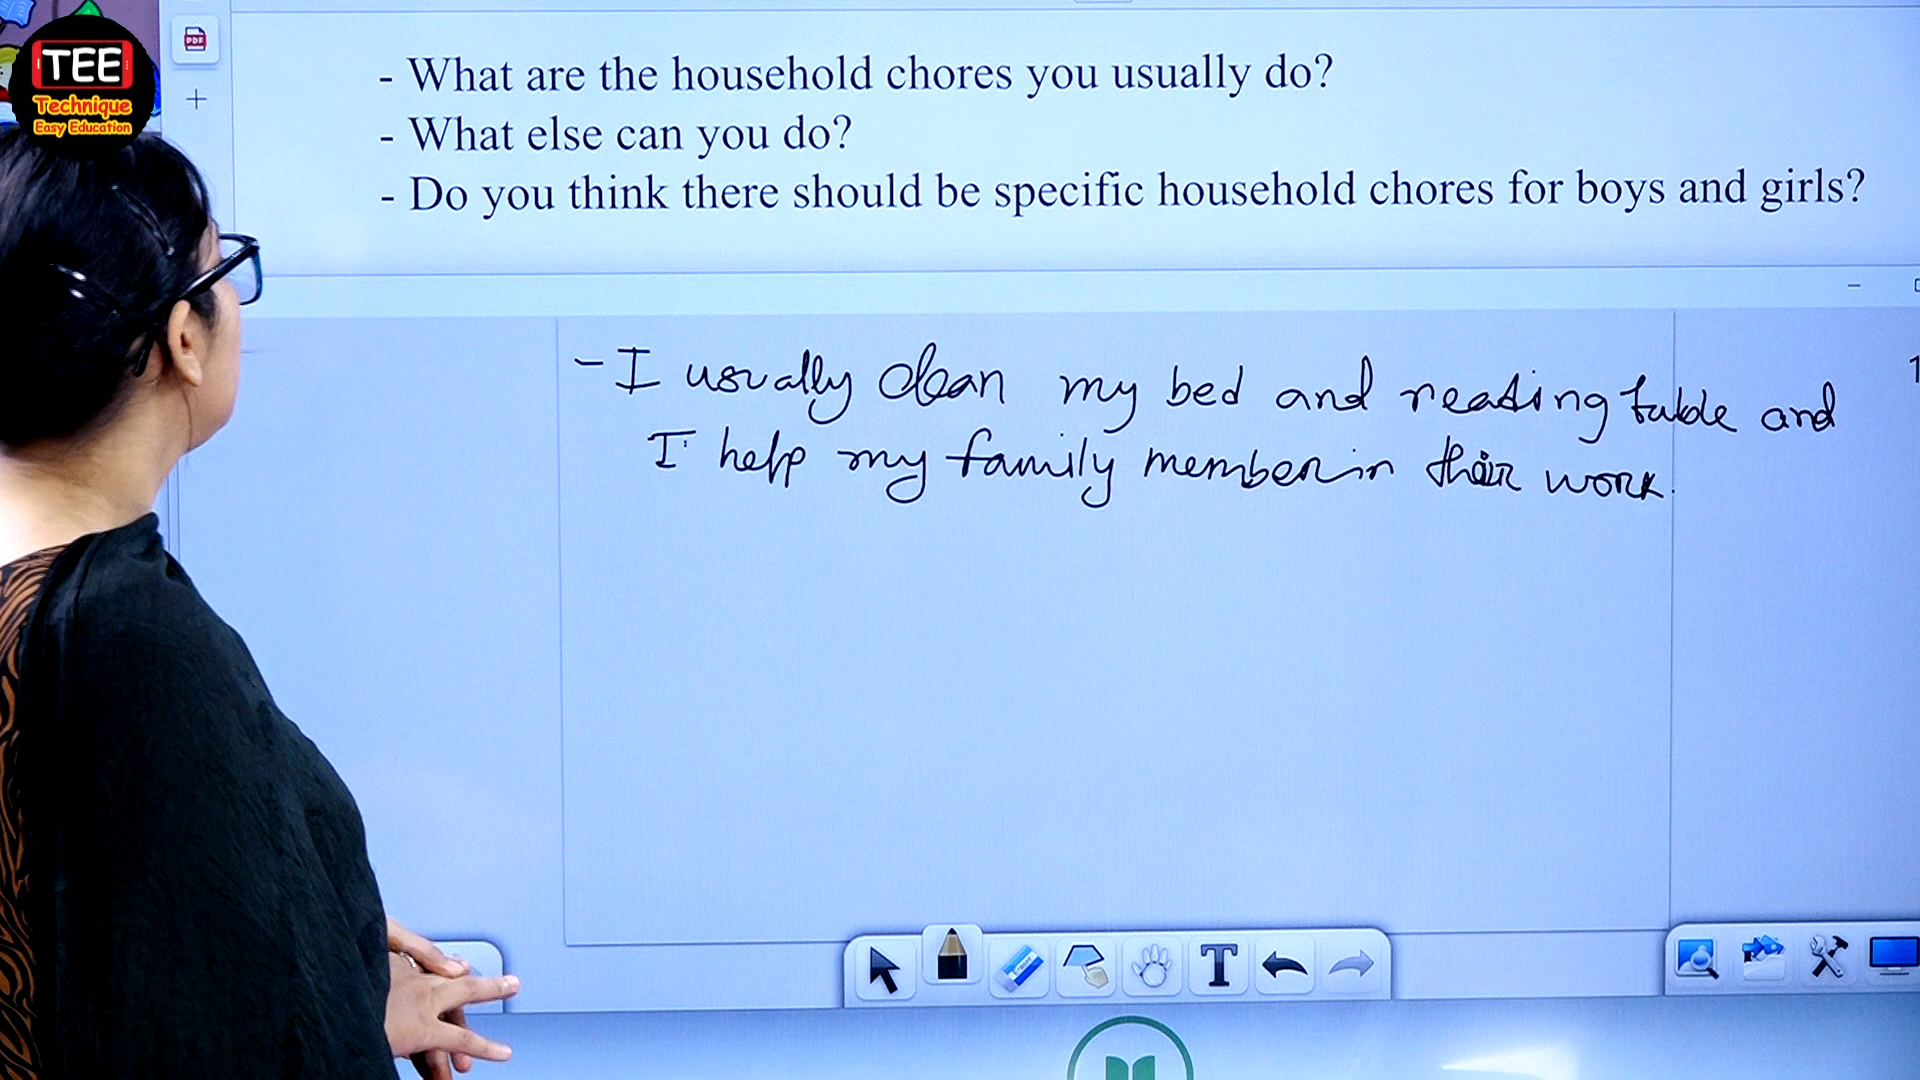 TEE
Technique
Easy Education
PDF
- What are the household chores you usually do?
- What else can you do?
- Do you think there should be specific household chores for boys and girls?
- I usually clean my bed and reading table and
I help my family member in their work.
T